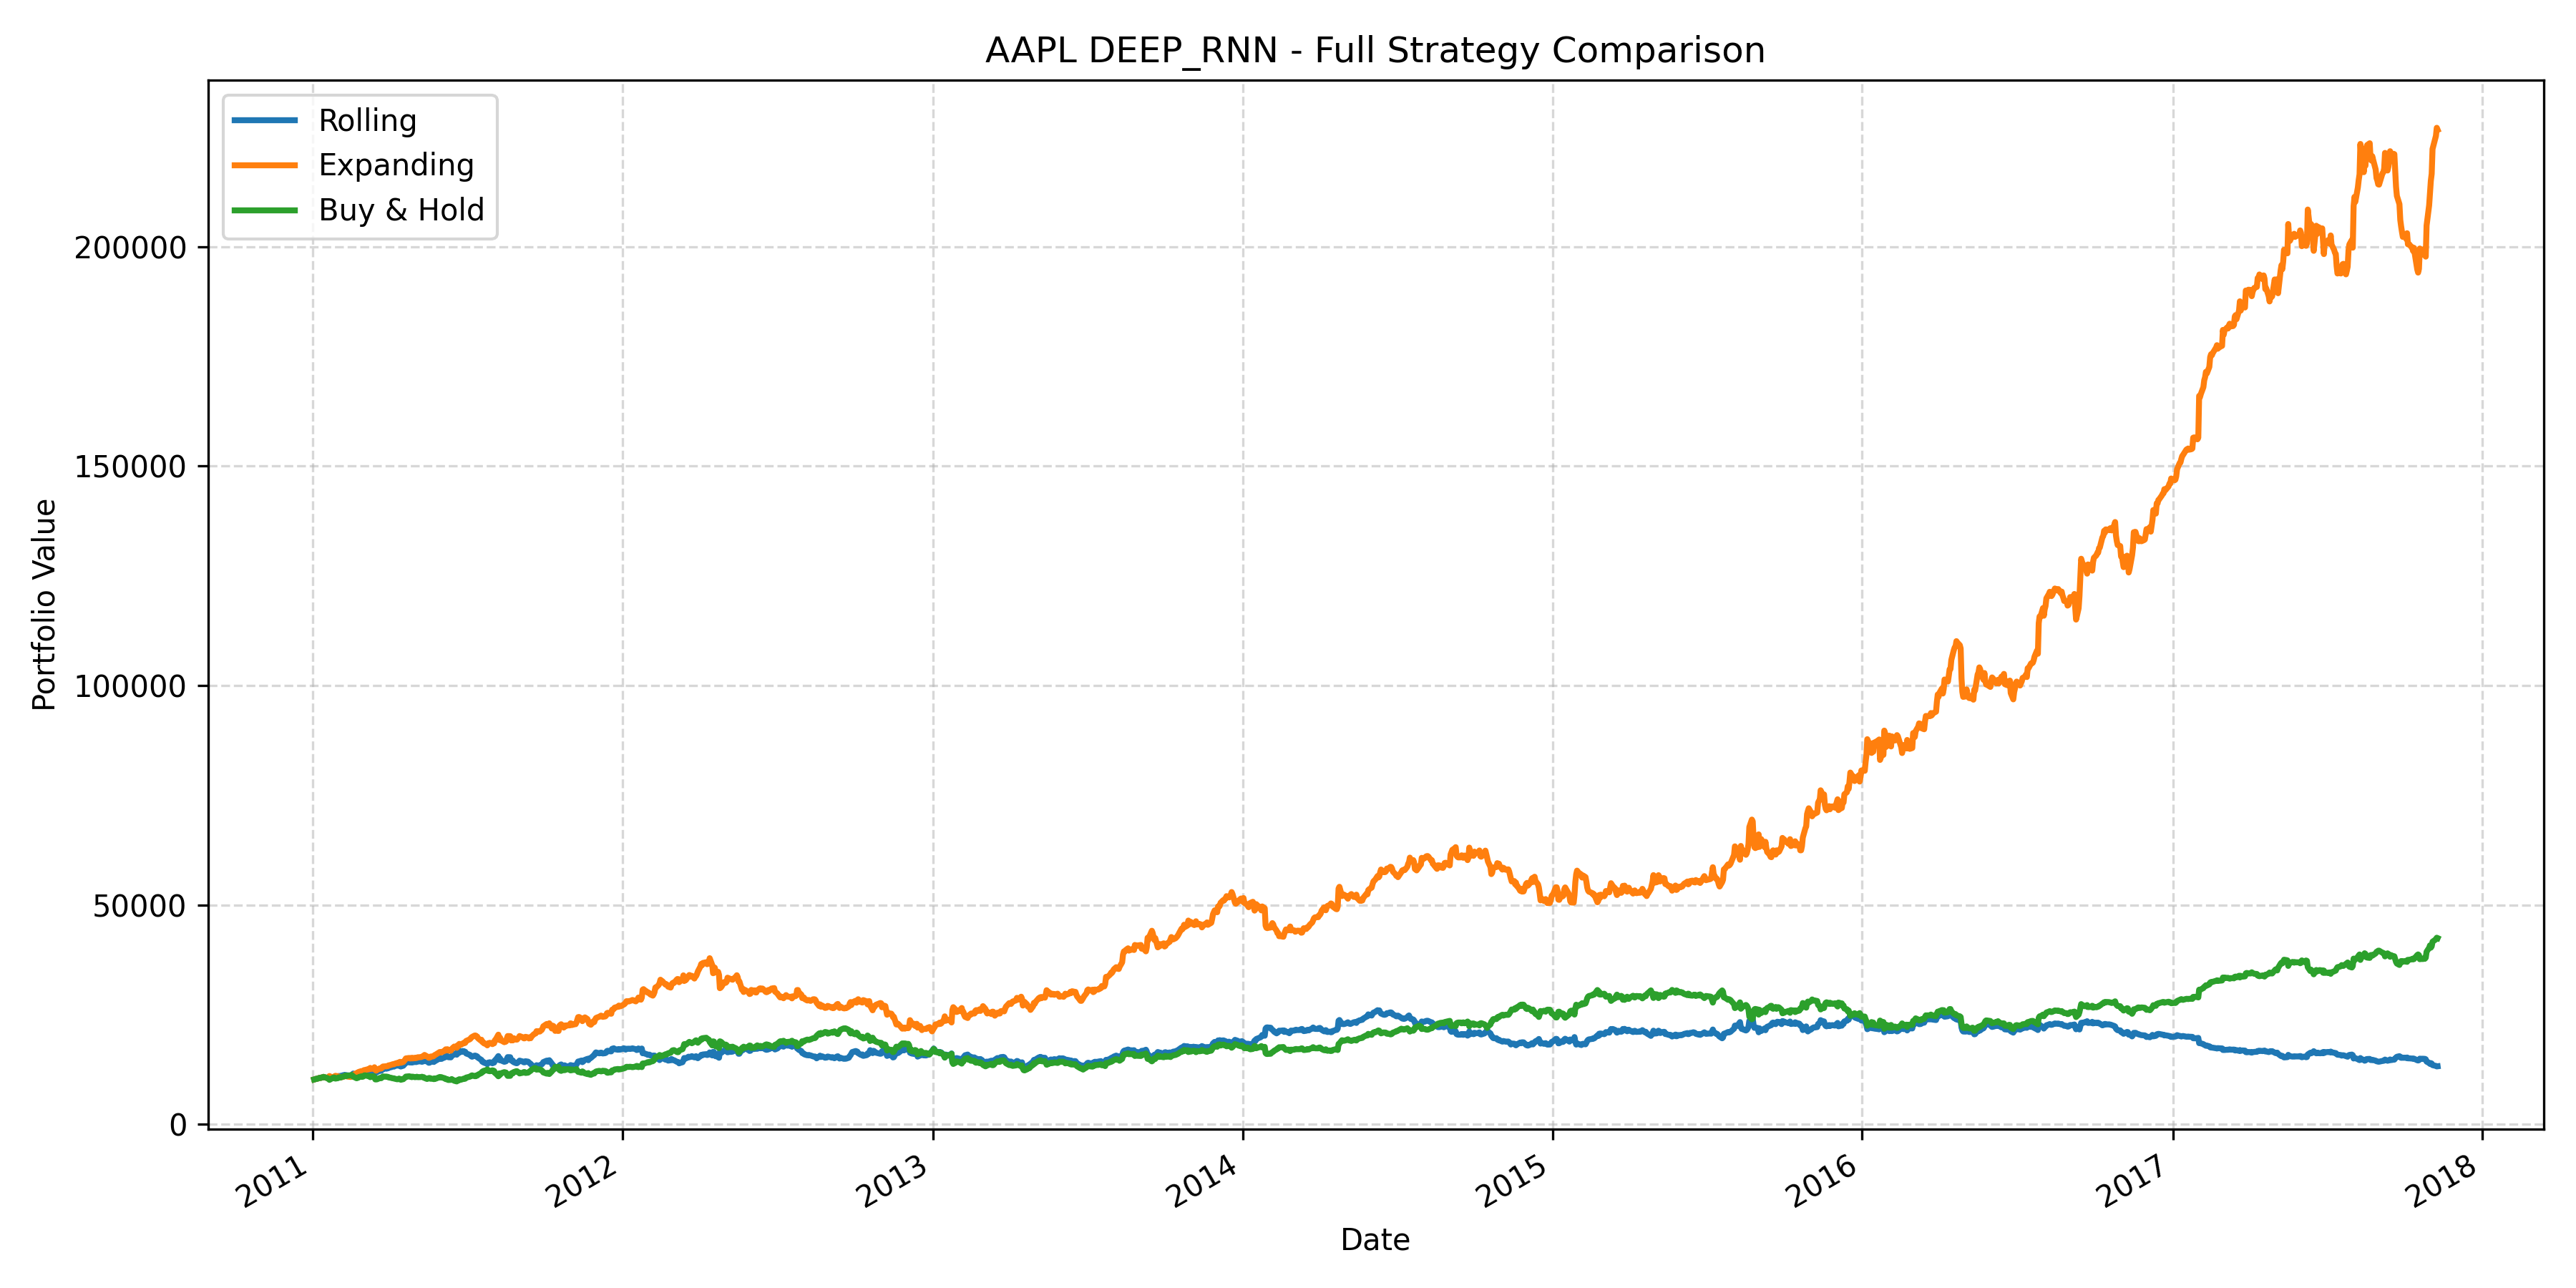 AAPL DEEP_RNN - Full Strategy Comparison
Rolling
Expanding
Buy & Hold
Portfolio Value
200000
150000
100000
50000
0
2011
2012
2013
2014
2015
2016
2017
2018
Date